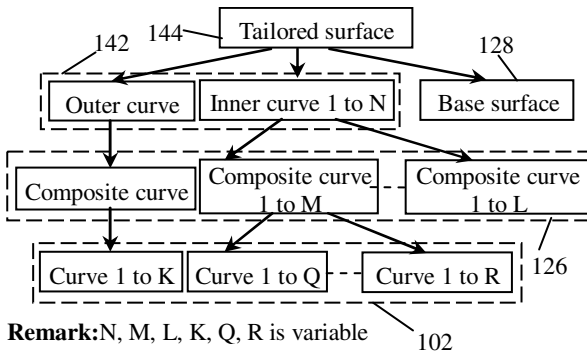 142
144
Tailored surface
128
Outer curve
Inner curve 1 to N
Base surface
Composite curve
Composite curve
1 to M
Composite curve
1 to L
126
Curve 1 to K
Curve 1 to Q
Curve 1 to R
Remark:N, M, L, K, Q, R is variable
102